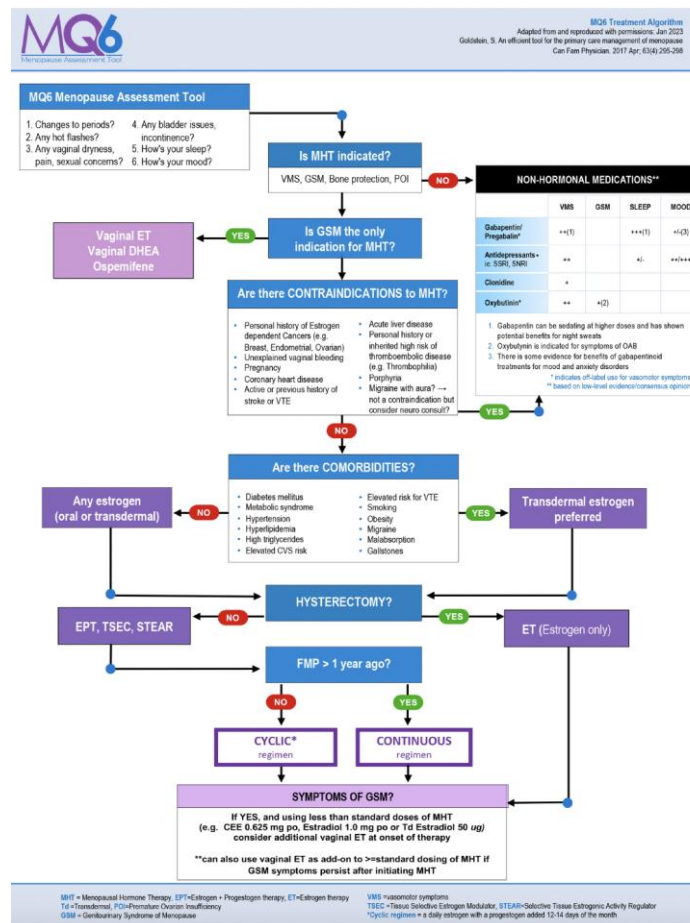 MQ6
Menopause Assessment Tool
MQ6 Treatment Algorithm
Adapted from and reproduced with permissions: Jan 2023
Goldstein, S. An efficient tool for the primary care management of menopause
Can Fam Physician. 2017 Apr; 63(4) 295-298
MQ6 Menopause Assessment Tool
1. Changes to periods?
2. Any hot flashes?
3. Any vaginal dryness,
pain, sexual concerns?
4. Any bladder issues,
incontinence?
5. How's your sleep?
6. How's your mood?
Is MHT indicated?
VMS, GSM, Bone protection, POI
NO
NON-HORMONAL MEDICATIONS**
VMS GSM SLEEP MOOD
Gabapentin/
Pregabalin*
++(1) +++(1) +/-(3)
Antidepressants -
ie. SSRI, SNRI
++ +/- ++/+++
Clonidine
+
Oxybutinin*
++ +(2)
1. Gabapentin can be sedating at higher doses and has shown
potential benefits for night sweats
2. Oxybutynin is indicated for symptoms of OAB
3. There is some evidence for benefits of gabapentinoid
treatments for mood and anxiety disorders
* indicates off-label use for vasomotor symptoms
** based on low-level evidence/consensus opinion
Is GSM the only
indication for MHT?
YES
Vaginal ET
Vaginal DHEA
Ospemifene
Are there CONTRAINDICATIONS to MHT?
• Personal history of Estrogen
dependent Cancers (e.g.
Breast, Endometrial, Ovarian)
• Unexplained vaginal bleeding
• Pregnancy
• Coronary heart disease
• Active or previous history of
stroke or VTE
• Acute liver disease
• Personal history or
inherited high risk of
thromboembolic disease
(e.g. Thrombophilia)
• Porphyria
• Migraine with aura? →
not a contraindication but
consider neuro consult?
YES
NO
Are there COMORBIDITIES?
• Diabetes mellitus
• Metabolic syndrome
• Hypertension
• Hyperlipidemia
• High triglycerides
• Elevated CVS risk
• Elevated risk for VTE
• Smoking
• Obesity
• Migraine
• Malabsorption
• Gallstones
NO
Any estrogen
(oral or transdermal)
YES
Transdermal estrogen
preferred
HYSTERECTOMY?
NO
EPT, TSEC, STEAR
YES
ET (Estrogen only)
FMP > 1 year ago?
NO
YES
CYCLIC*
regimen
CONTINUOUS
regimen
SYMPTOMS OF GSM?
If YES, and using less than standard doses of MHT
(e.g. CEE 0.625 mg po, Estradiol 1.0 mg po or Td Estradiol 50 ug)
consider additional vaginal ET at onset of therapy
**can also use vaginal ET as add-on to >=standard dosing of MHT if
GSM symptoms persist after initiating MHT
MHT = Menopausal Hormone Therapy, EPT=Estrogen + Progestogen therapy, ET=Estrogen therapy
Td =Transdermal, POI=Premature Ovarian Insufficiency
GSM = Genitourinary Syndrome of Menopause
VMS =vasomotor symptoms
TSEC =Tissue Selective Estrogen Modulator, STEAR=Selective Tissue Estrogenic Activity Regulator
*Cyclic regimen = a daily estrogen with a progestogen added 12-14 days of the month